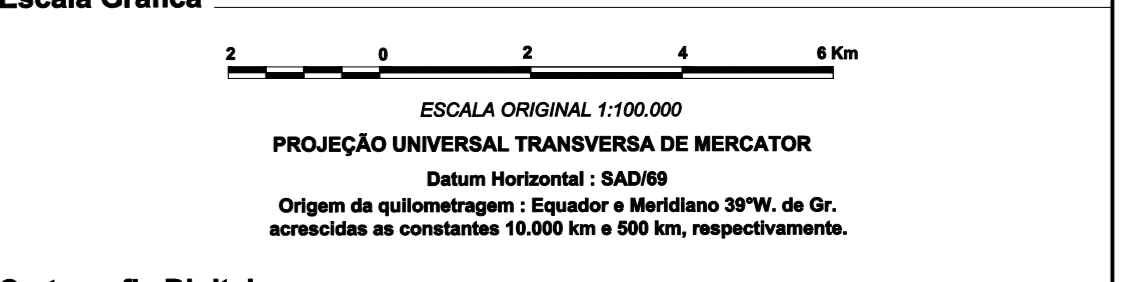 Escala Gráfica
2 0 2 4 6 Km
ESCALA ORIGINAL 1:100.000
PROJEÇÃO UNIVERSAL TRANSVERSA DE MERCATOR
Datum Horizontal : SAD/69
Origem da quilometragem : Equador e Meridiano 39°W. de Gr.
acrescidas as constantes 10.000 km e 500 km, respectivamente.